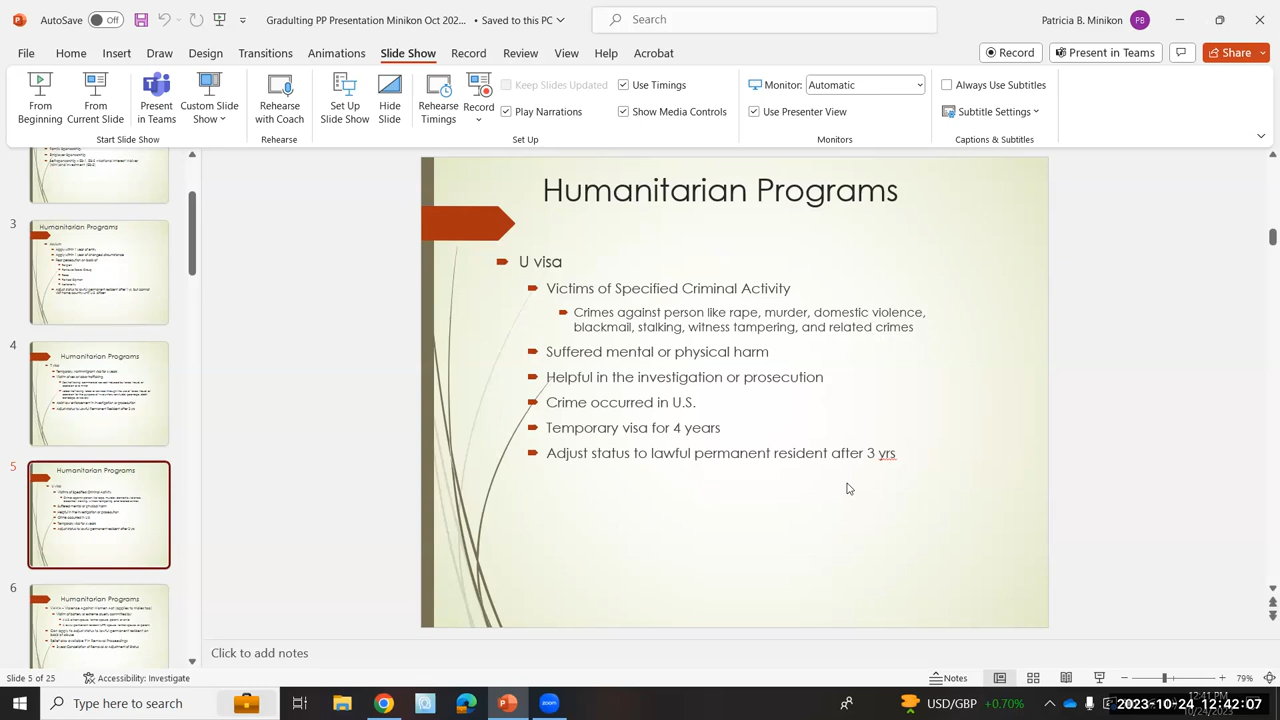 AutoSave Off Gradulting PP Presentation Minikon Oct 202... • Saved to this PC Search Patricia B. Minikon PB
File Home Insert Draw Design Transitions Animations Slide Show Record Review View Help Acrobat Record Present in Teams Share
From Beginning
From Current Slide
Present in Teams
Custom Slide Show
Start Slide Show
Rehearse with Coach
Rehearse
Set Up Slide Show
Hide Slide
Rehearse Timings
Record
Keep Slides Updated
Play Narrations
Use Timings
Show Media Controls
Set Up
Monitor: Automatic
Use Presenter View
Monitors
Always Use Subtitles
Subtitle Settings
Captions & Subtitles
3
Humanitarian Programs
4
Humanitarian Programs
5
Humanitarian Programs
6
Humanitarian Programs
Humanitarian Programs
U visa
Victims of Specified Criminal Activity
Crimes against person like rape, murder, domestic violence,
blackmail, stalking, witness tampering, and related crimes
Suffered mental or physical harm
Helpful in the investigation or prosecution
Crime occurred in U.S.
Temporary visa for 4 years
Adjust status to lawful permanent resident after 3 yrs
Click to add notes
Slide 5 of 25 Accessibility: Investigate Notes 79%
Type here to search zoom USD/GBP +0.70%
2023-10-24 12:42:07